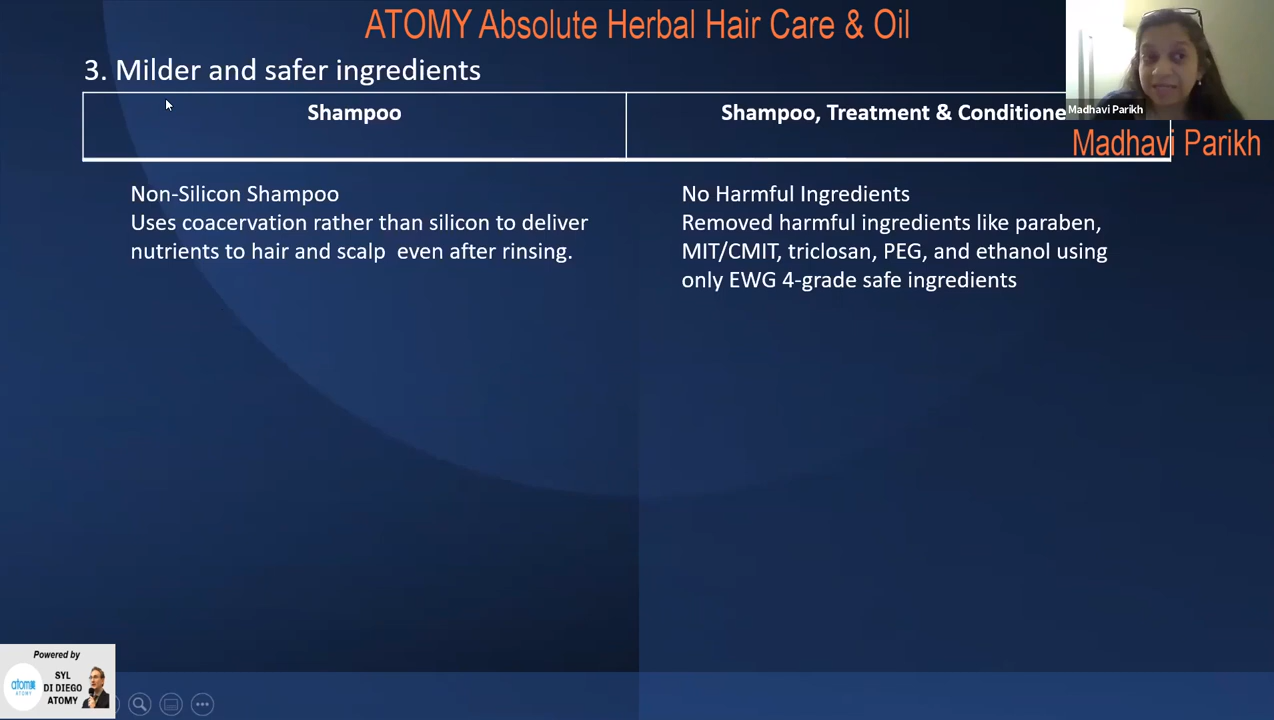 ATOMY Absolute Herbal Hair Care & Oil
3. Milder and safer ingredients
Shampoo
Shampoo, Treatment & Conditione
Madhavi Parikh
Madhavi Parikh
Non-Silicon Shampoo
Uses coacervation rather than silicon to deliver
nutrients to hair and scalp even after rinsing.
No Harmful Ingredients
Removed harmful ingredients like paraben,
MIT/CMIT, triclosan, PEG, and ethanol using
only EWG 4-grade safe ingredients
Powered by
SYL
DI DIEGO
ATOMY
atomy
ATOMY